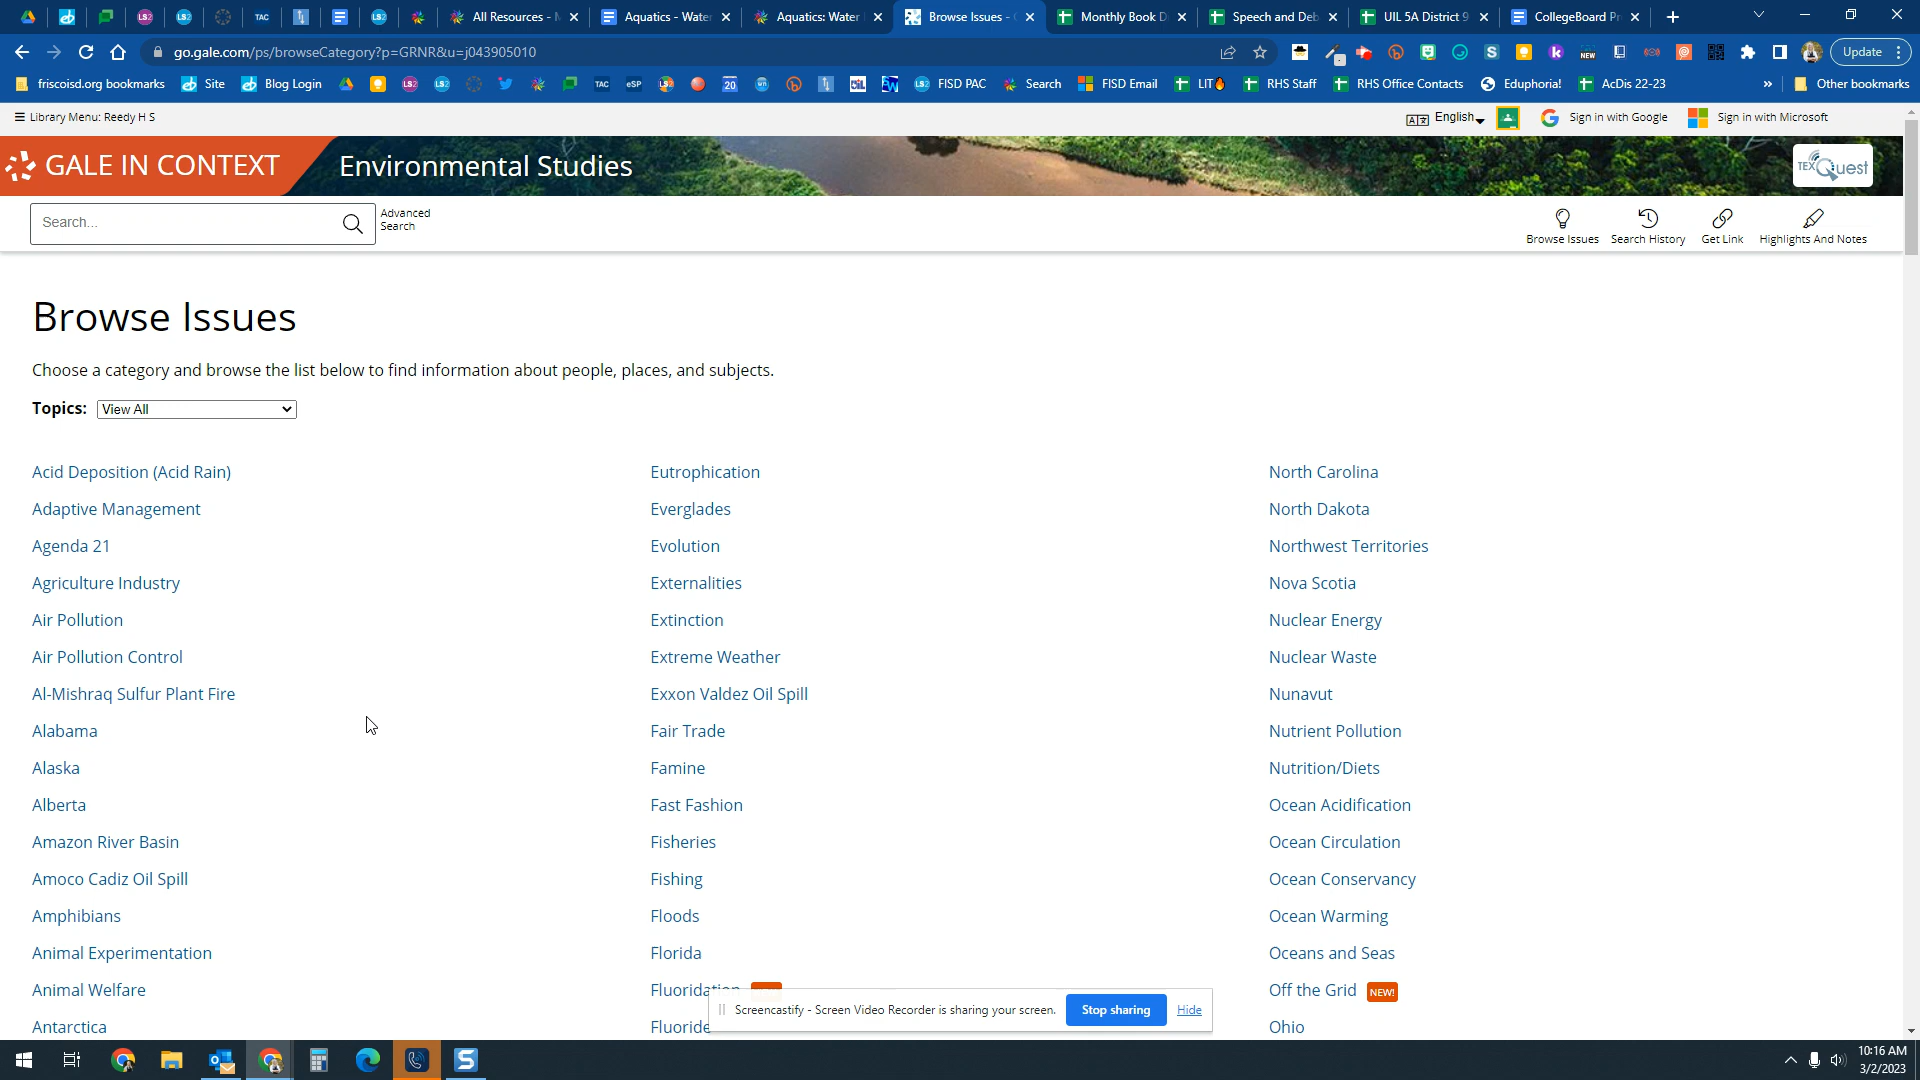 All Resources -
Aquatics - Water
Aquatics: Water
Browse Issues -
Monthly Book D
Speech and Deb
UIL 5A District 9
CollegeBoard Pr
go.gale.com/ps/browseCategory?p=GRNR&u=j043905010
Update
friscoisd.org bookmarks
Site
Blog Login
FISD PAC
Search
FISD Email
LIT🔥
RHS Staff
RHS Office Contacts
Eduphoria!
AcDis 22-23
»
Other bookmarks
Library Menu: Reedy H S
English
Sign in with Google
Sign in with Microsoft
GALE IN CONTEXT
Environmental Studies
TEXQuest
Search...
Advanced
Search
Browse Issues
Search History
Get Link
Highlights And Notes
Browse Issues
Choose a category and browse the list below to find information about people, places, and subjects.
Topics: View All
Acid Deposition (Acid Rain)
Adaptive Management
Agenda 21
Agriculture Industry
Air Pollution
Air Pollution Control
Al-Mishraq Sulfur Plant Fire
Alabama
Alaska
Alberta
Amazon River Basin
Amoco Cadiz Oil Spill
Amphibians
Animal Experimentation
Animal Welfare
Antarctica
Eutrophication
Everglades
Evolution
Externalities
Extinction
Extreme Weather
Exxon Valdez Oil Spill
Fair Trade
Famine
Fast Fashion
Fisheries
Fishing
Floods
Florida
Fluoridation
Fluoride
North Carolina
North Dakota
Northwest Territories
Nova Scotia
Nuclear Energy
Nuclear Waste
Nunavut
Nutrient Pollution
Nutrition/Diets
Ocean Acidification
Ocean Circulation
Ocean Conservancy
Ocean Warming
Oceans and Seas
Off the Grid NEW!
Ohio
Screencastify - Screen Video Recorder is sharing your screen.
Stop sharing
Hide
10:16 AM
3/2/2023